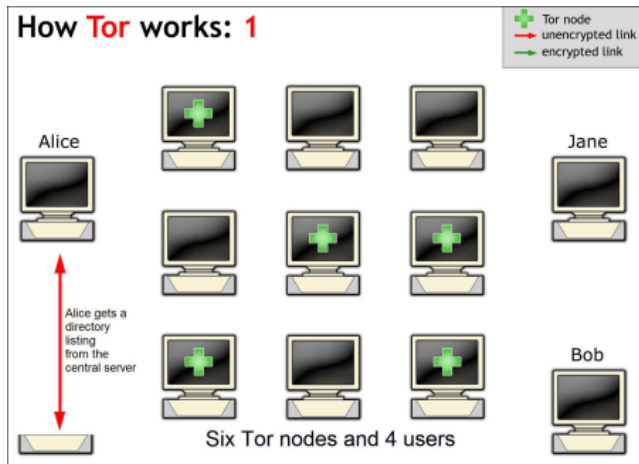 How Tor works: 1
Tor node
unencrypted link
encrypted link
Alice
Jane
Alice gets a
directory
listing
from the
central server
Bob
Six Tor nodes and 4 users